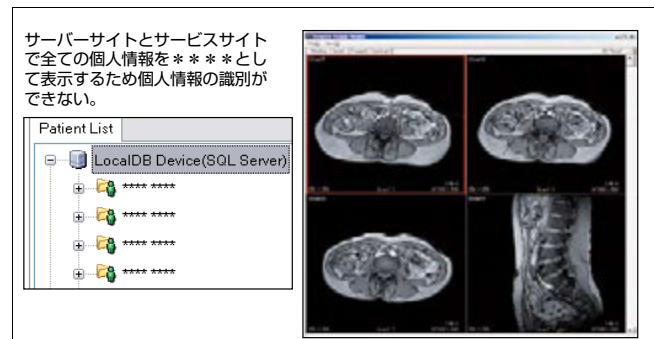 サーバーサイトとサービスサイト
で全ての個人情報を＊＊＊＊とし
て表示するため個人情報の識別が
できない。
Patient List
LocalDB Device(SQL Server)
**** ****
**** ****
**** ****
**** ****